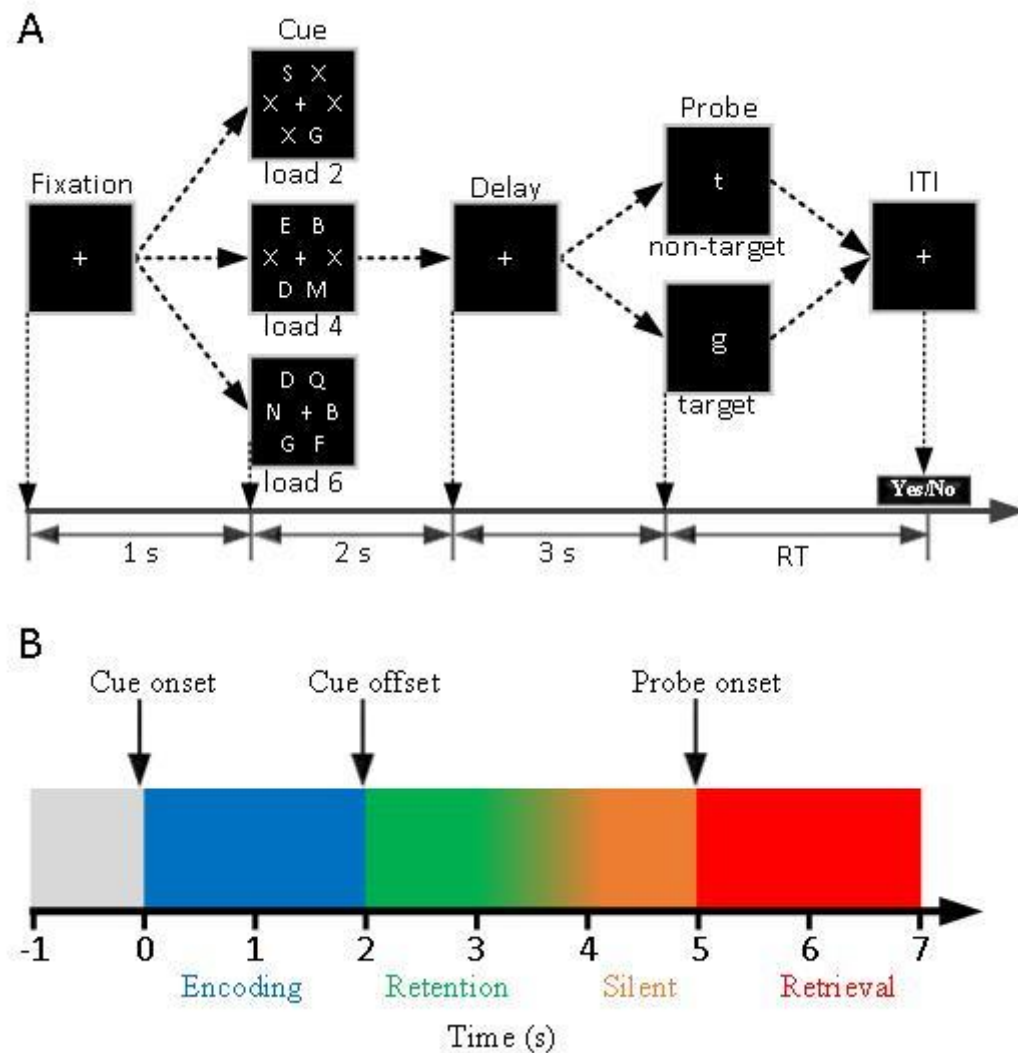 A
Cue
S X
X + X
X G
load 2
Fixation
+
E B
X + X
D M
load 4
D Q
N + B
G F
load 6
Delay
+
Probe
t
non-target
g
target
ITI
+
Yes/No
1 s 2 s 3 s RT
B
Cue onset Cue offset Probe onset
-1 0 1 2 3 4 5 6 7
Encoding Retention Silent Retrieval
Time (s)